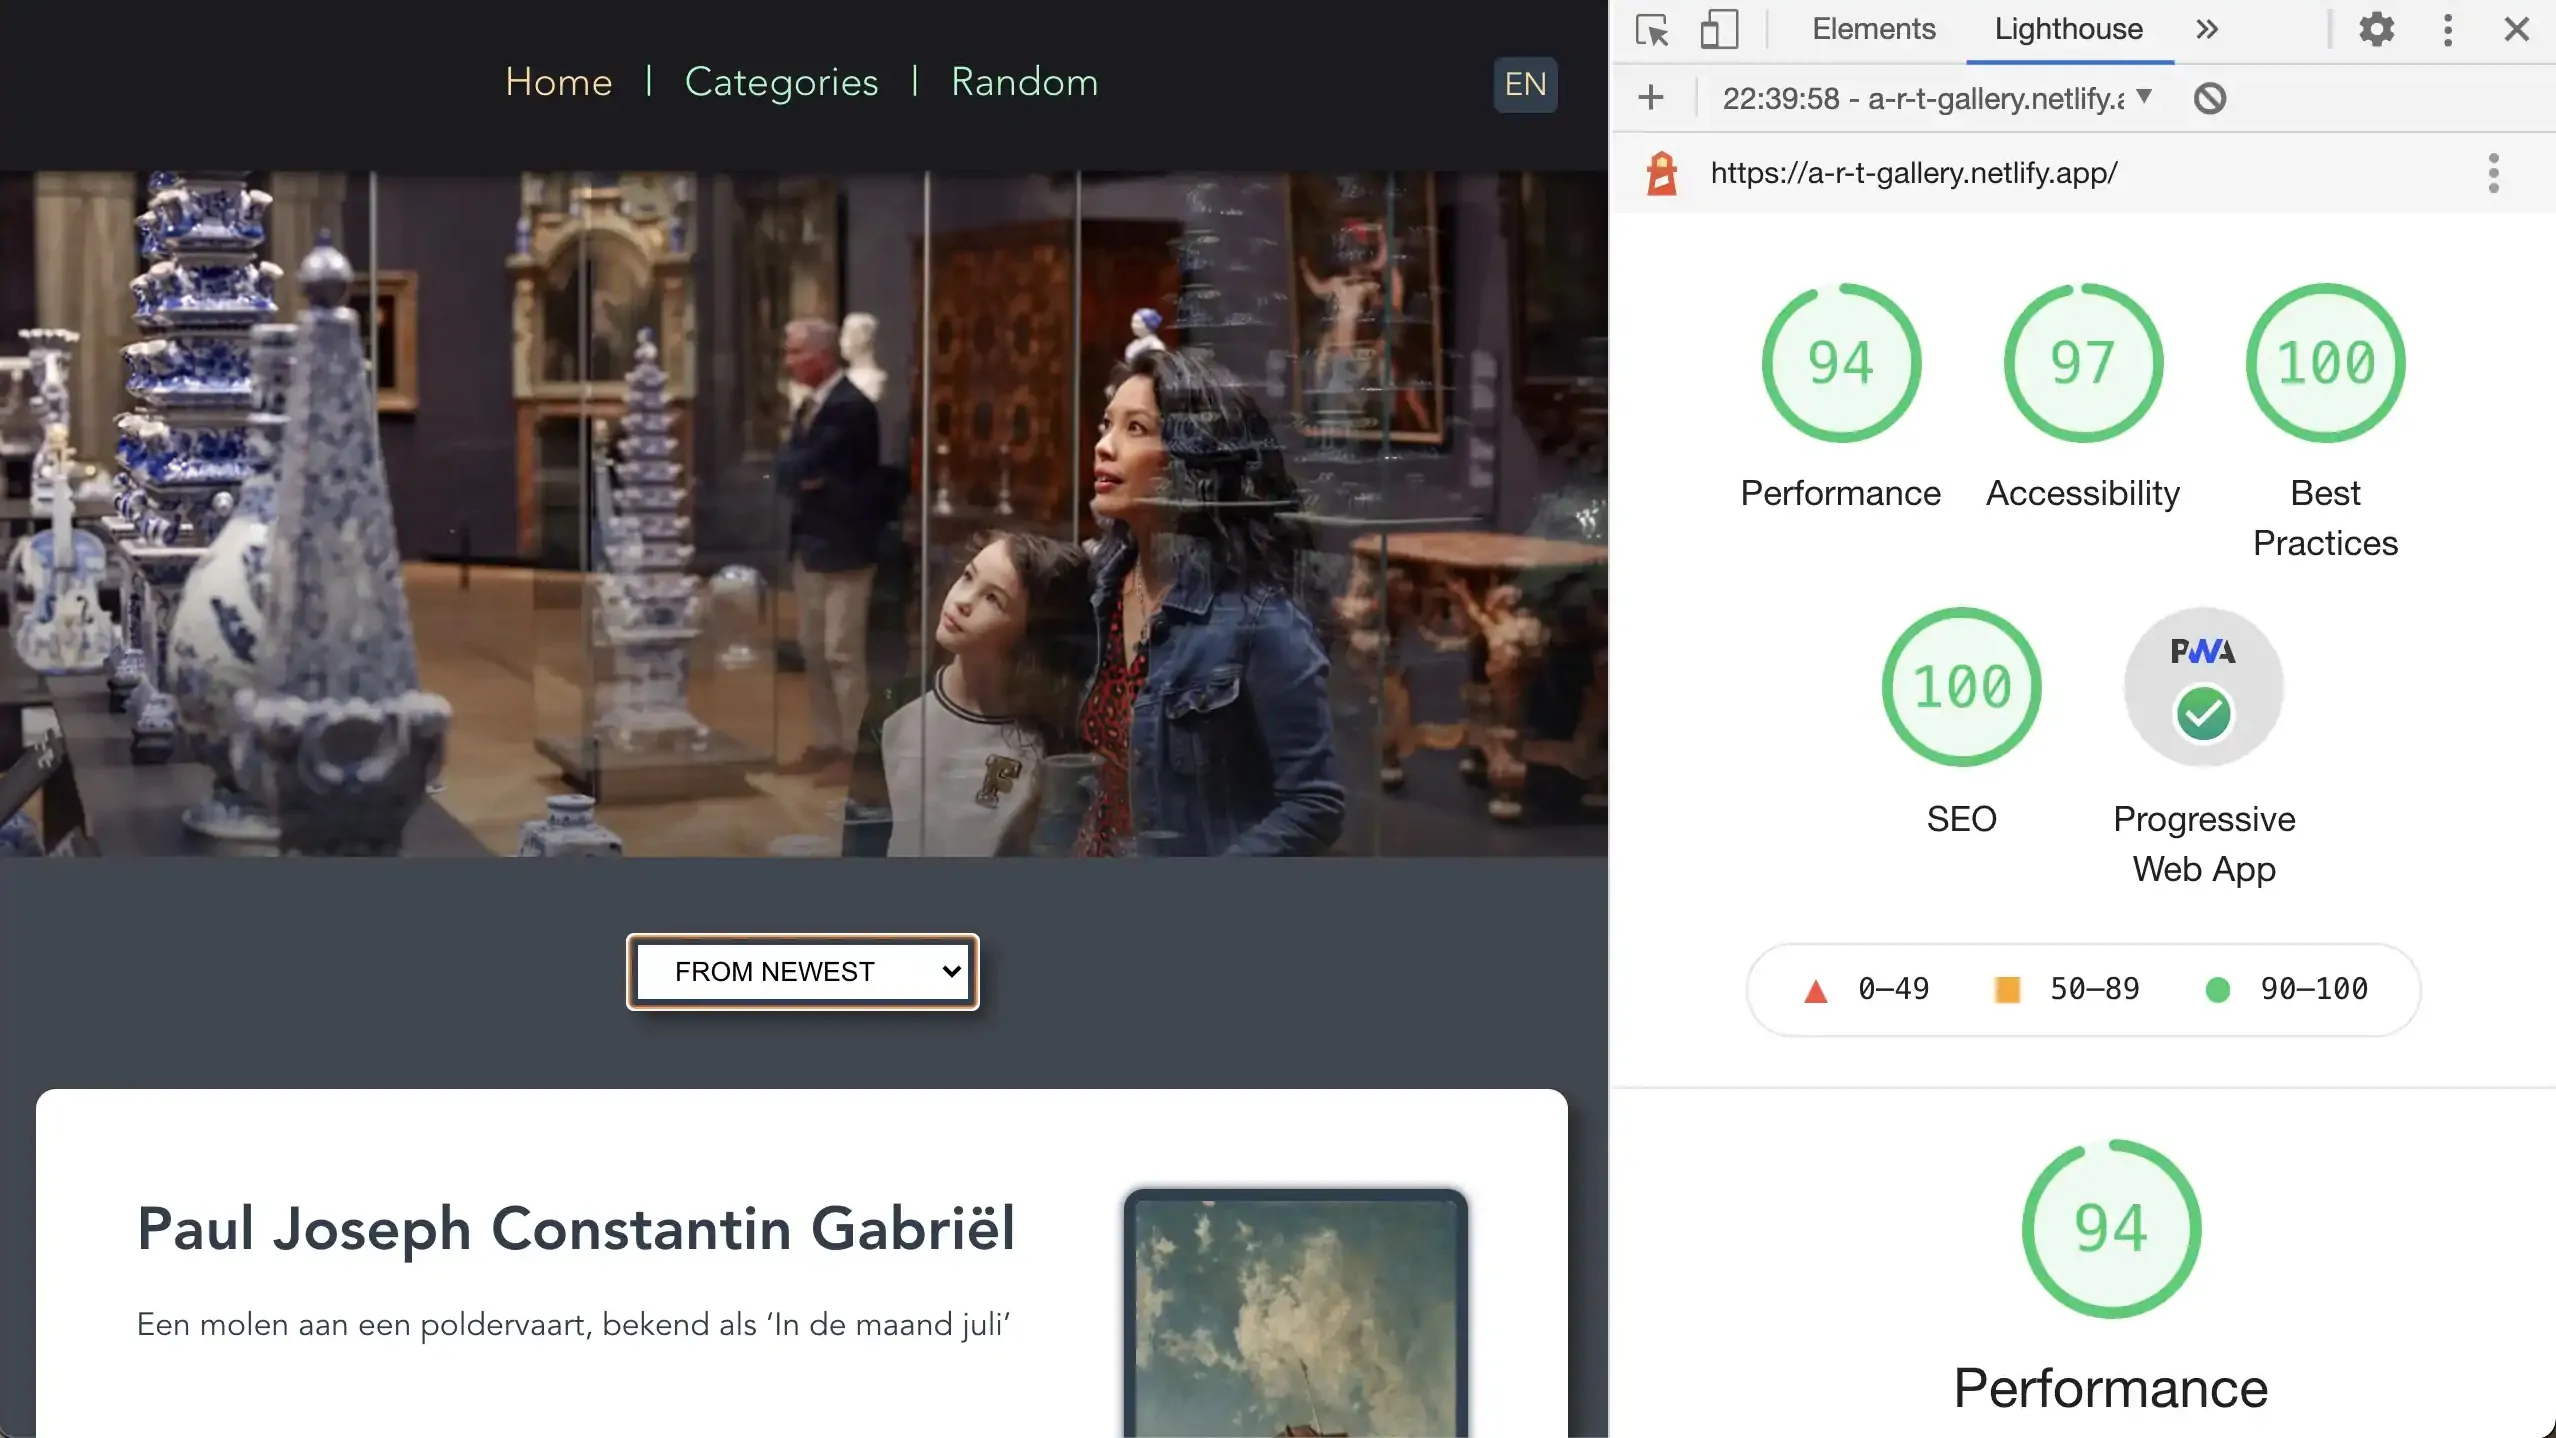 Home | Categories | Random
EN
FROM NEWEST
Paul Joseph Constantin Gabriël
Een molen aan een poldervaart, bekend als ‘In de maand juli’
F
Elements Lighthouse
22:39:58 - a-r-t-gallery.netlify.a
https://a-r-t-gallery.netlify.app/
94
Performance
97
Accessibility
100
Best
Practices
100
SEO
PWA
Progressive
Web App
0–49 50–89 90–100
94
Performance